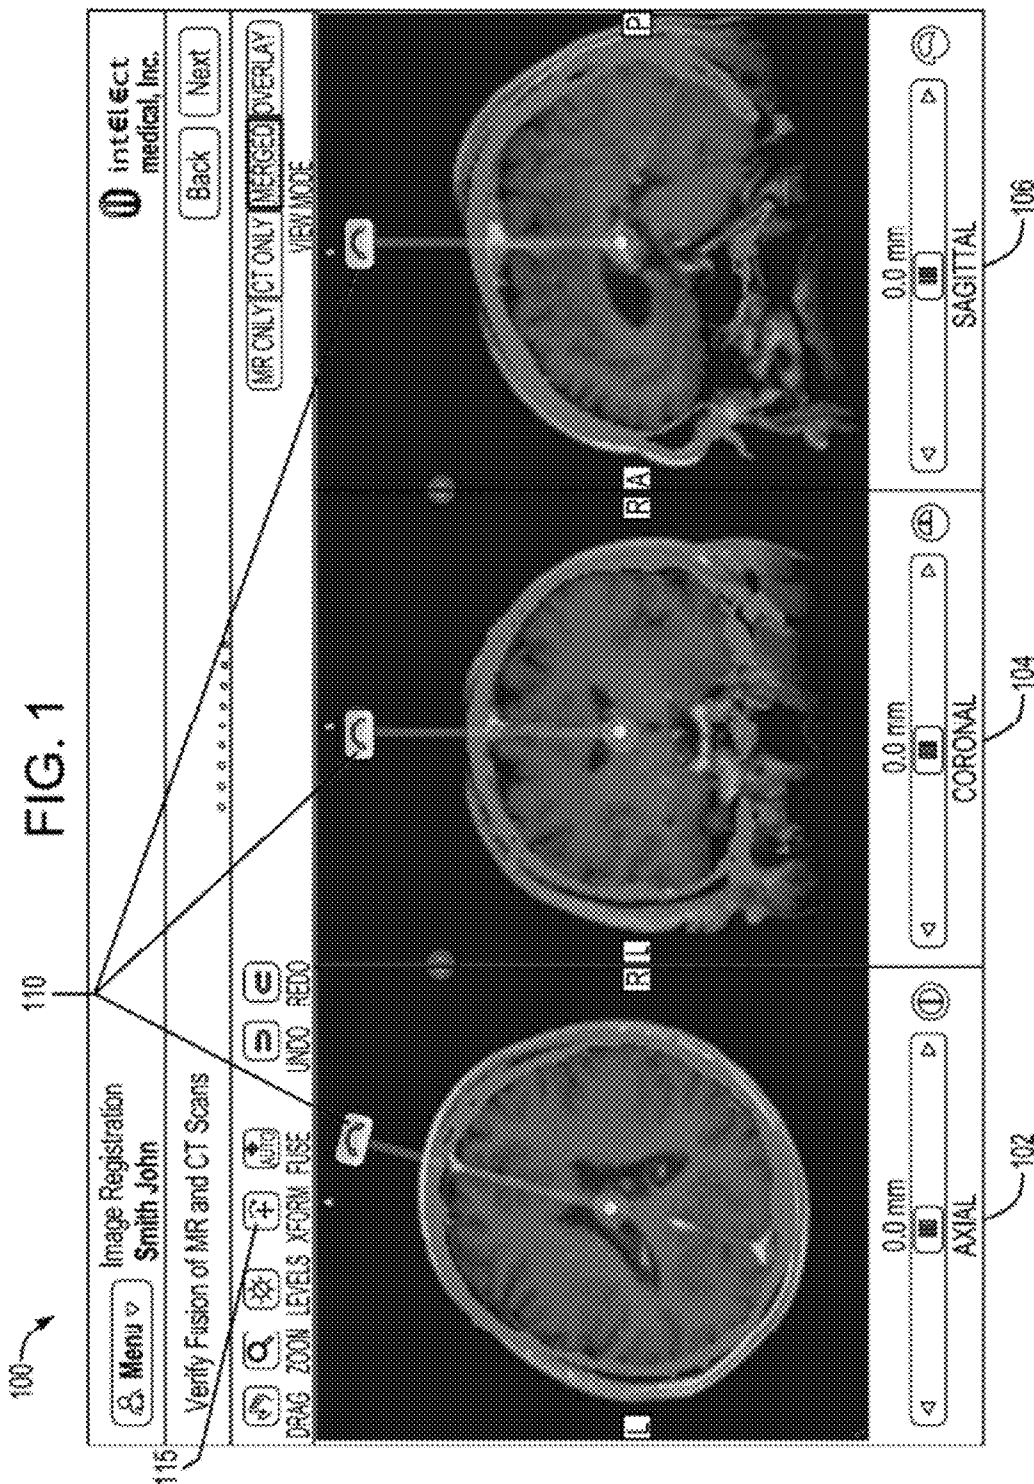 FIG. 1
100
110
115
Menu
Image Registration
Smith John
intelect
medical, Inc.
Verify Fusion of MR and CT Scans
Back
Next
DRAG
ZOON
LEVELS
XFORM
AUTO
FUSE
UNDO
REDO
MR ONLY
CT ONLY
MERGED
OVERLAY
VIEW MODE
L
R
L
R
A
P
0.0 mm
AXIAL
0.0 mm
CORONAL
0.0 mm
SAGITTAL
102
104
106